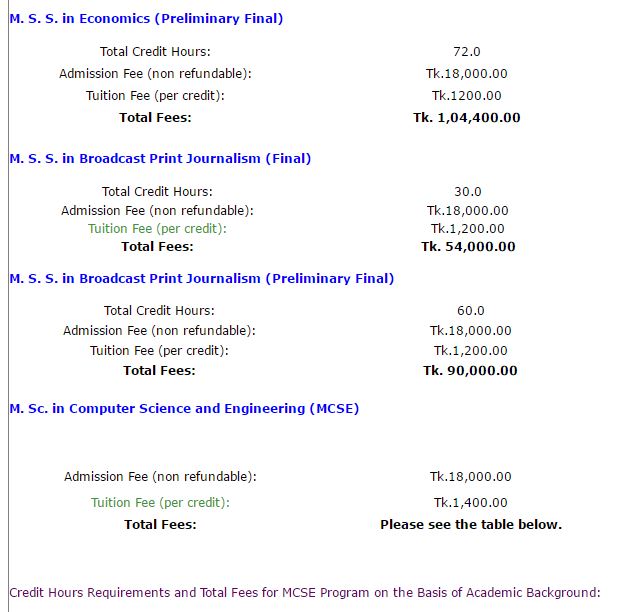 M. S. S. in Economics (Preliminary Final)
Total Credit Hours: 72.0
Admission Fee (non refundable): Tk.18,000.00
Tuition Fee (per credit): Tk.1200.00
Total Fees: Tk. 1,04,400.00
M. S. S. in Broadcast Print Journalism (Final)
Total Credit Hours: 30.0
Admission Fee (non refundable): Tk.18,000.00
Tuition Fee (per credit): Tk.1,200.00
Total Fees: Tk. 54,000.00
M. S. S. in Broadcast Print Journalism (Preliminary Final)
Total Credit Hours: 60.0
Admission Fee (non refundable): Tk.18,000.00
Tuition Fee (per credit): Tk.1,200.00
Total Fees: Tk. 90,000.00
M. Sc. in Computer Science and Engineering (MCSE)
Admission Fee (non refundable): Tk.18,000.00
Tuition Fee (per credit): Tk.1,400.00
Total Fees: Please see the table below.
Credit Hours Requirements and Total Fees for MCSE Program on the Basis of Academic Background: